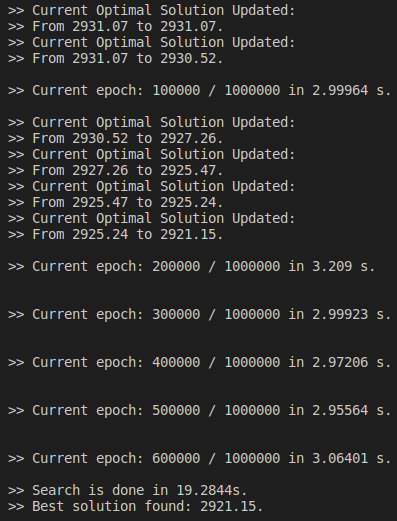 >> Current Optimal Solution Updated:
>> From 2931.07 to 2931.07.
>> Current Optimal Solution Updated:
>> From 2931.07 to 2930.52.
>> Current epoch: 100000 / 1000000 in 2.99964 s.
>> Current Optimal Solution Updated:
>> From 2930.52 to 2927.26.
>> Current Optimal Solution Updated:
>> From 2927.26 to 2925.47.
>> Current Optimal Solution Updated:
>> From 2925.47 to 2925.24.
>> Current Optimal Solution Updated:
>> From 2925.24 to 2921.15.
>> Current epoch: 200000 / 1000000 in 3.209 s.
>> Current epoch: 300000 / 1000000 in 2.99923 s.
>> Current epoch: 400000 / 1000000 in 2.97206 s.
>> Current epoch: 500000 / 1000000 in 2.95564 s.
>> Current epoch: 600000 / 1000000 in 3.06401 s.
>> Search is done in 19.2844s.
>> Best solution found: 2921.15.